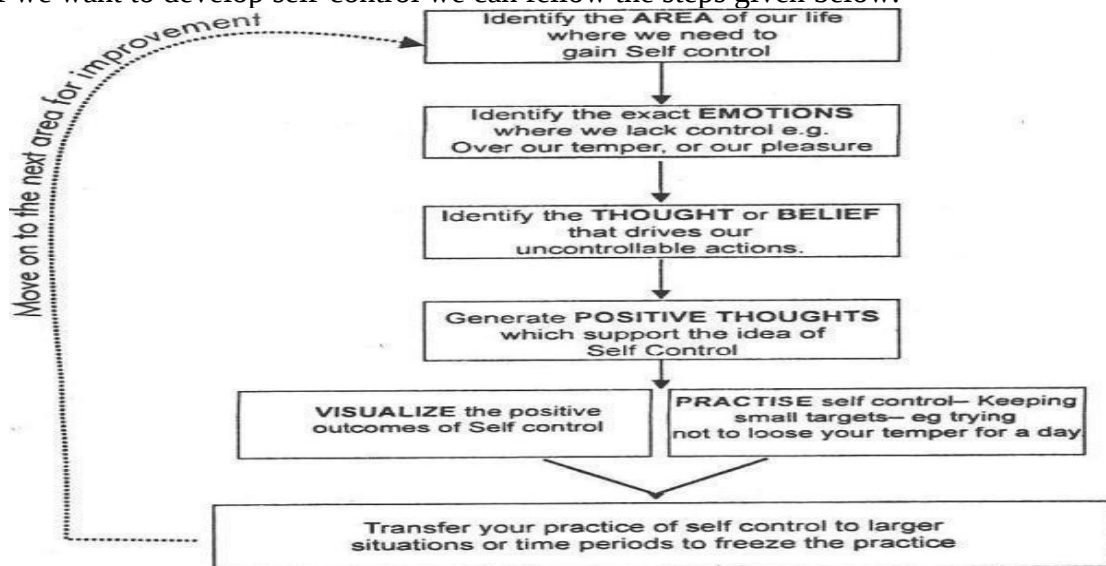 If we want to develop self-control we can follow the steps given below:
Identify the AREA of our life
where we need to
gain Self control
Identify the exact EMOTIONS
where we lack control e.g.
Over our temper, or our pleasure
Identify the THOUGHT or BELIEF
that drives our
uncontrollable actions.
Generate POSITIVE THOUGHTS
which support the idea of
Self Control
VISUALIZE the positive
outcomes of Self control
PRACTISE self control– Keeping
small targets– eg trying
not to loose your temper for a day
Transfer your practice of self control to larger
situations or time periods to freeze the practice
Move on to the next area for improvement